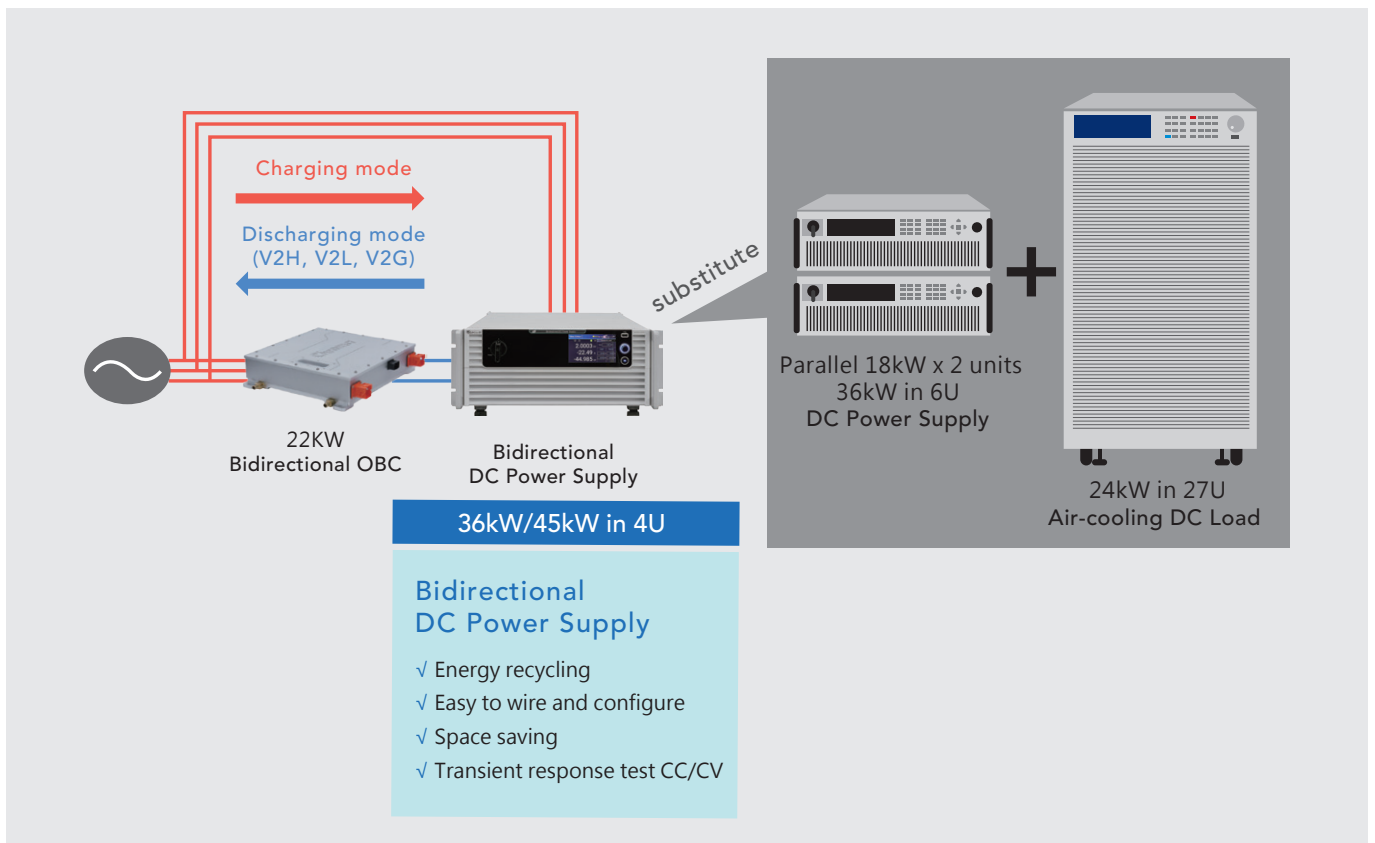 Charging mode
Discharging mode
(V2H, V2L, V2G)
substitute
22KW
Bidirectional OBC
Bidirectional
DC Power Supply
Parallel 18kW x 2 units
36kW in 6U
DC Power Supply
24kW in 27U
Air-cooling DC Load
36kW/45kW in 4U
Bidirectional
DC Power Supply
√ Energy recycling
√ Easy to wire and configure
√ Space saving
√ Transient response test CC/CV